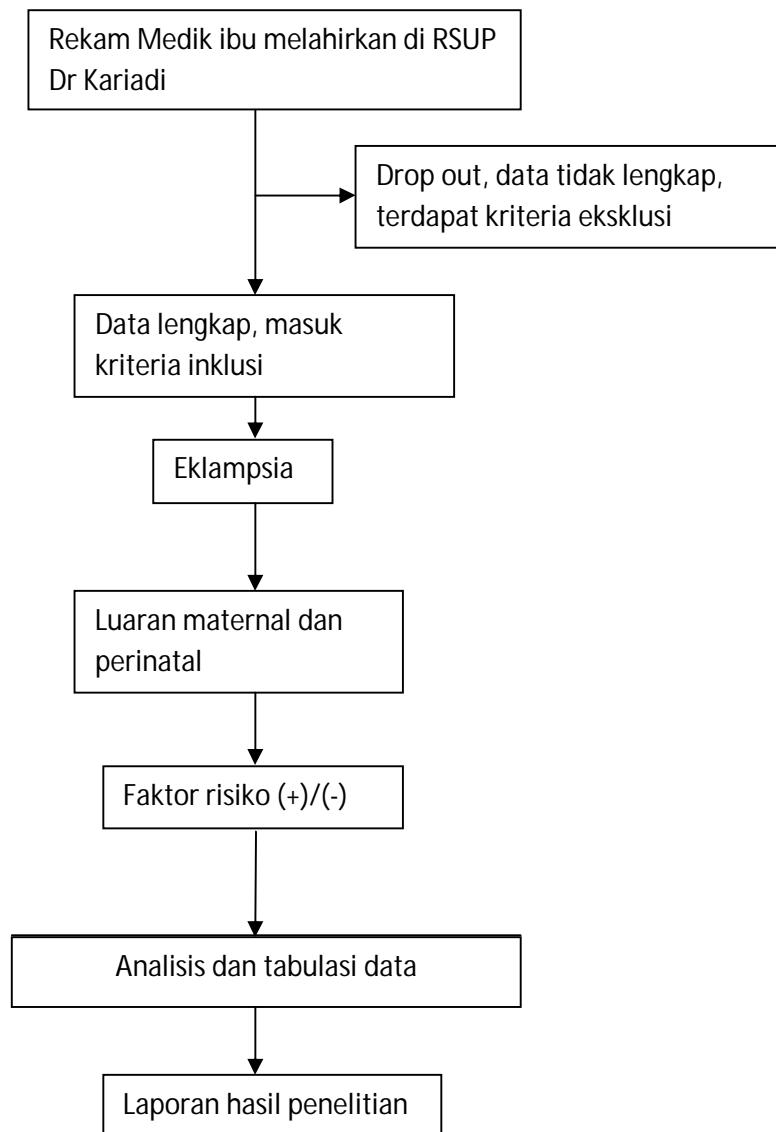 Rekam Medik ibu melahirkan di RSUP
Dr Kariadi
Drop out, data tidak lengkap,
terdapat kriteria eksklusi
Data lengkap, masuk
kriteria inklusi
Eklampsia
Luaran maternal dan
perinatal
Faktor risiko (+)/(-)
Analisis dan tabulasi data
Laporan hasil penelitian